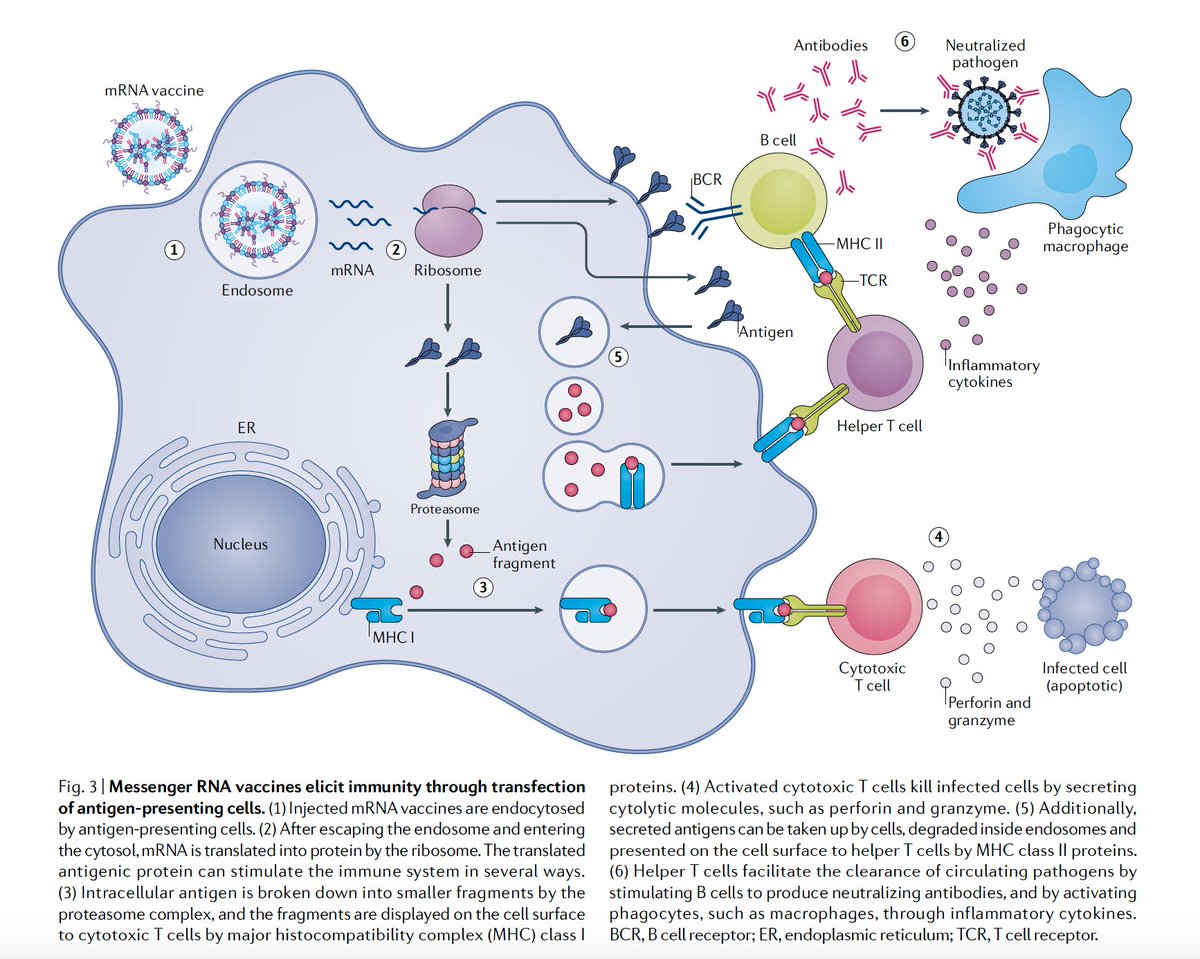 mRNA vaccine
Antibodies
6
Neutralized
pathogen
B cell
BCR
1
2
mRNA
Ribosome
Endosome
MHC II
TCR
Phagocytic
macrophage
Antigen
5
Inflammatory
cytokines
Helper T cell
ER
Proteasome
Nucleus
Antigen
fragment
3
4
MHC I
Cytotoxic
T cell
Infected cell
(apoptotic)
Perforin and
granzyme
Fig. 3 | Messenger RNA vaccines elicit immunity through transfection
of antigen-presenting cells. (1) Injected mRNA vaccines are endocytosed
by antigen-presenting cells. (2) After escaping the endosome and entering
the cytosol, mRNA is translated into protein by the ribosome. The translated
antigenic protein can stimulate the immune system in several ways.
(3) Intracellular antigen is broken down into smaller fragments by the
proteasome complex, and the fragments are displayed on the cell surface
to cytotoxic T cells by major histocompatibility complex (MHC) class I
proteins. (4) Activated cytotoxic T cells kill infected cells by secreting
cytolytic molecules, such as perforin and granzyme. (5) Additionally,
secreted antigens can be taken up by cells, degraded inside endosomes and
presented on the cell surface to helper T cells by MHC class II proteins.
(6) Helper T cells facilitate the clearance of circulating pathogens by
stimulating B cells to produce neutralizing antibodies, and by activating
phagocytes, such as macrophages, through inflammatory cytokines.
BCR, B cell receptor; ER, endoplasmic reticulum; TCR, T cell receptor.